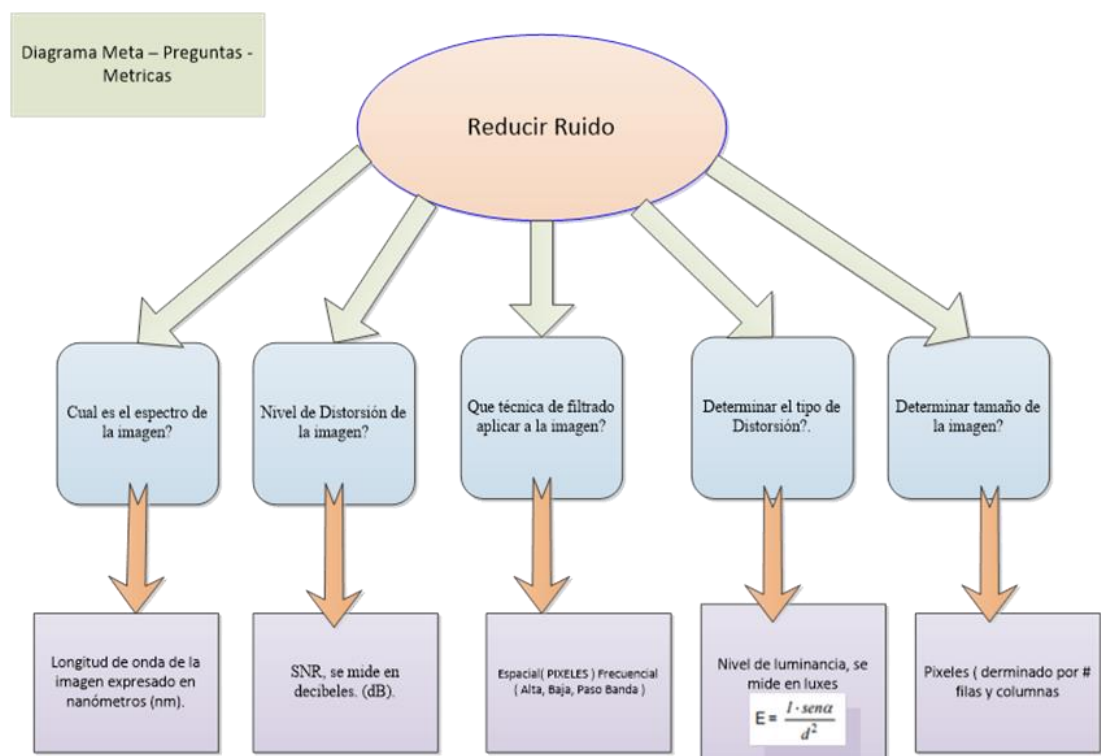 Diagrama Meta – Preguntas -
Metricas
Reducir Ruido
Cual es el espectro de
la imagen?
Nivel de Distorsión de
la imagen?
Que técnica de filtrado
aplicar a la imagen?
Determinar el tipo de
Distorsión?.
Determinar tamaño de
la imagen?
Longitud de onda de la
imagen expresado en
nanómetros (nm).
SNR, se mide en
decibeles. (dB).
Espacial( PIXELES ) Frecuencial
( Alta, Baja, Paso Banda )
Nivel de luminancia, se
mide en luxes
E = I · senα / d²
Pixeles ( derminado por #
filas y columnas